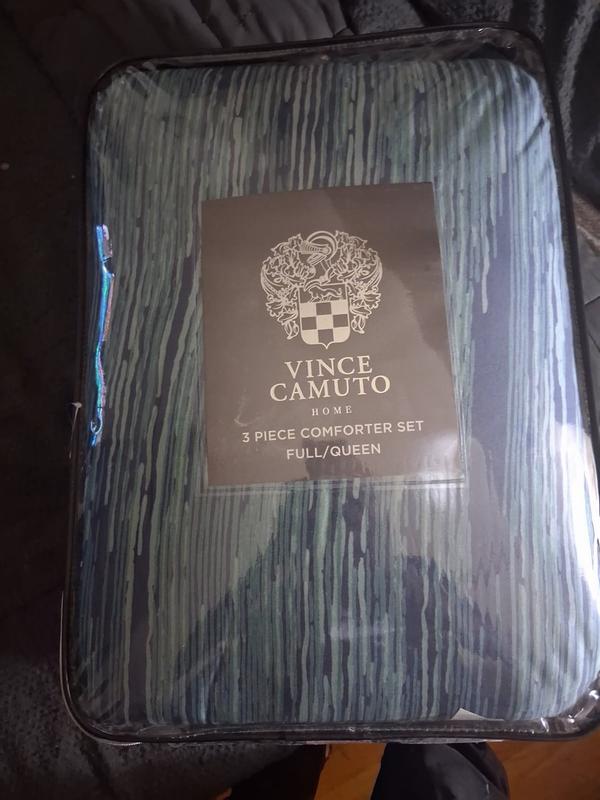 VINCE
CAMUTO
HOME
3 PIECE COMFORTER SET
FULL/QUEEN